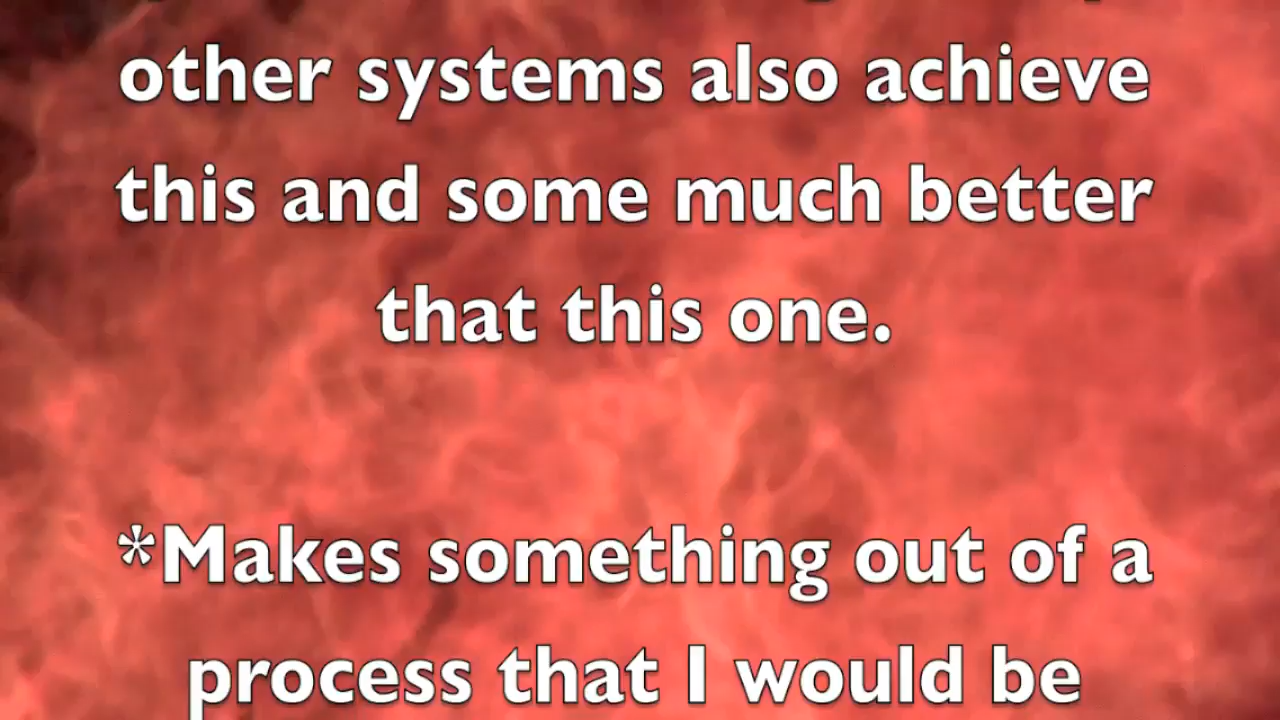 other systems also achieve
this and some much better
that this one.
*Makes something out of a
process that I would be